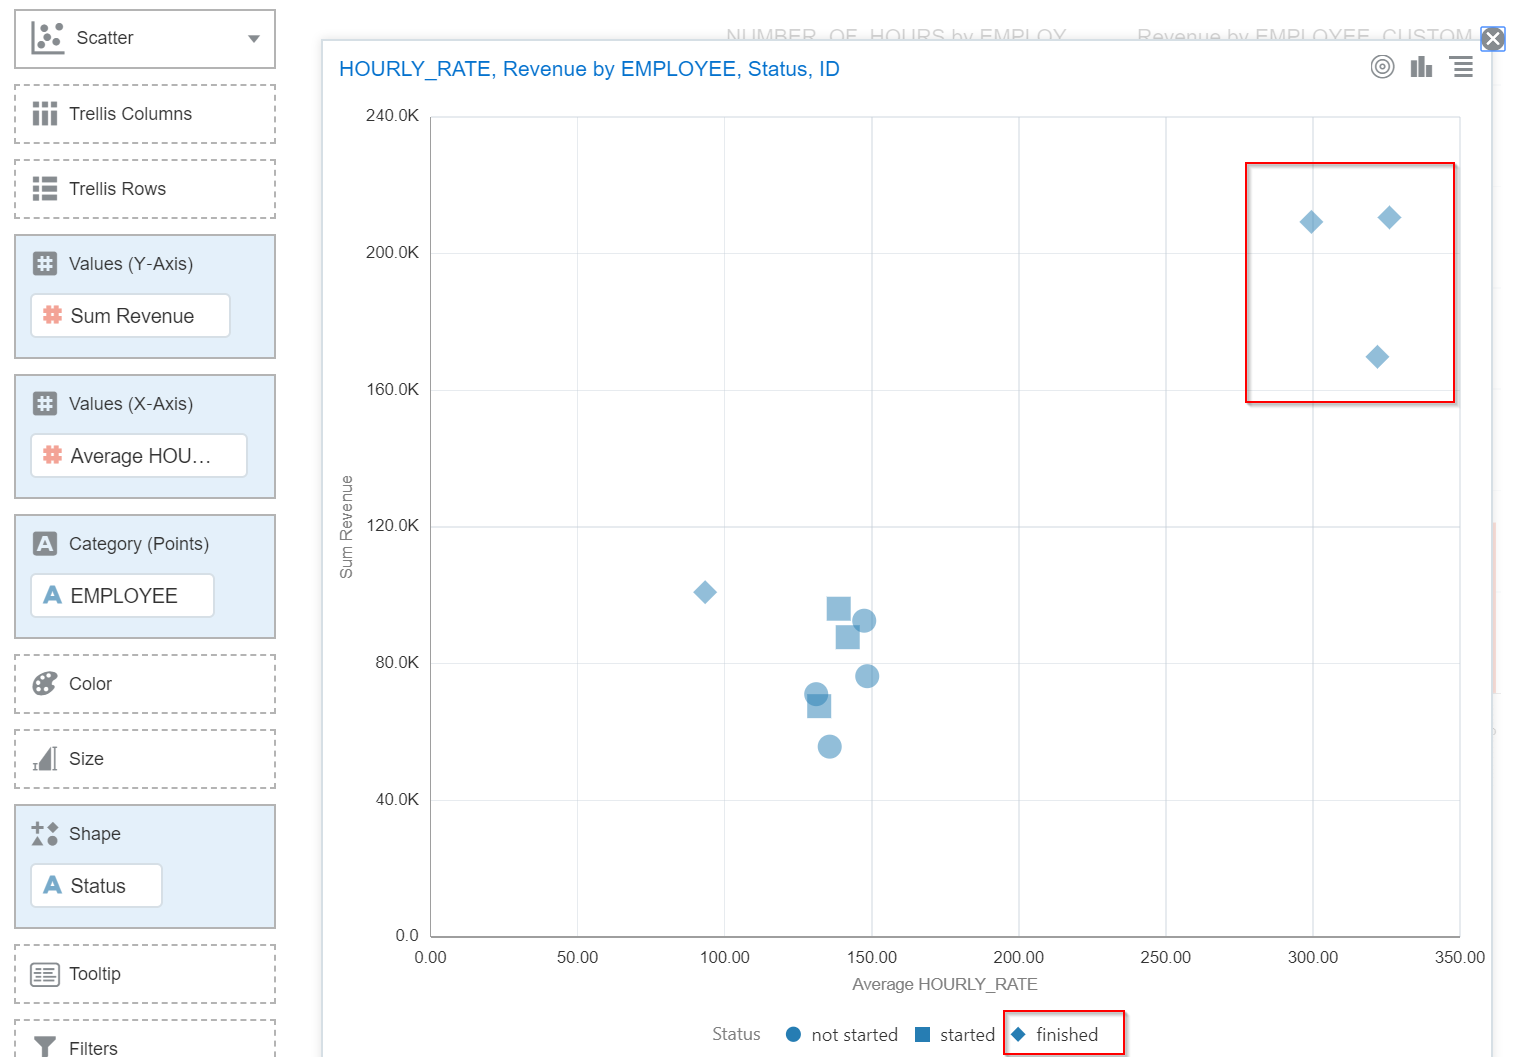 Scatter
Trellis Columns
Trellis Rows
Values (Y-Axis)
Sum Revenue
Values (X-Axis)
Average HOU...
Category (Points)
A EMPLOYEE
Color
Size
Shape
A Status
Tooltip
Filters
NUMBER_OF_HOURS by EMPLOY
Revenue by EMPLOYEE, CUSTOM
HOURLY_RATE, Revenue by EMPLOYEE, Status, ID
240.0K
200.0K
160.0K
120.0K
80.0K
40.0K
0.0
Sum Revenue
0.00 50.00 100.00 150.00 200.00 250.00 300.00 350.00
Average HOURLY_RATE
Status not started started finished